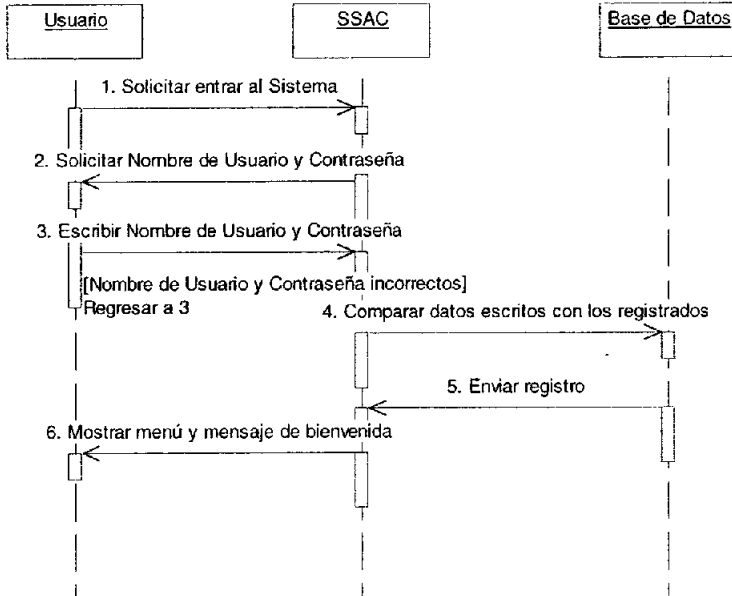 Usuario
SSAC
Base de Datos
1. Solicitar entrar al Sistema
2. Solicitar Nombre de Usuario y Contraseña
3. Escribir Nombre de Usuario y Contraseña
[Nombre de Usuario y Contraseña incorrectos]
Regresar a 3
4. Comparar datos escritos con los registrados
5. Enviar registro
6. Mostrar menú y mensaje de bienvenida